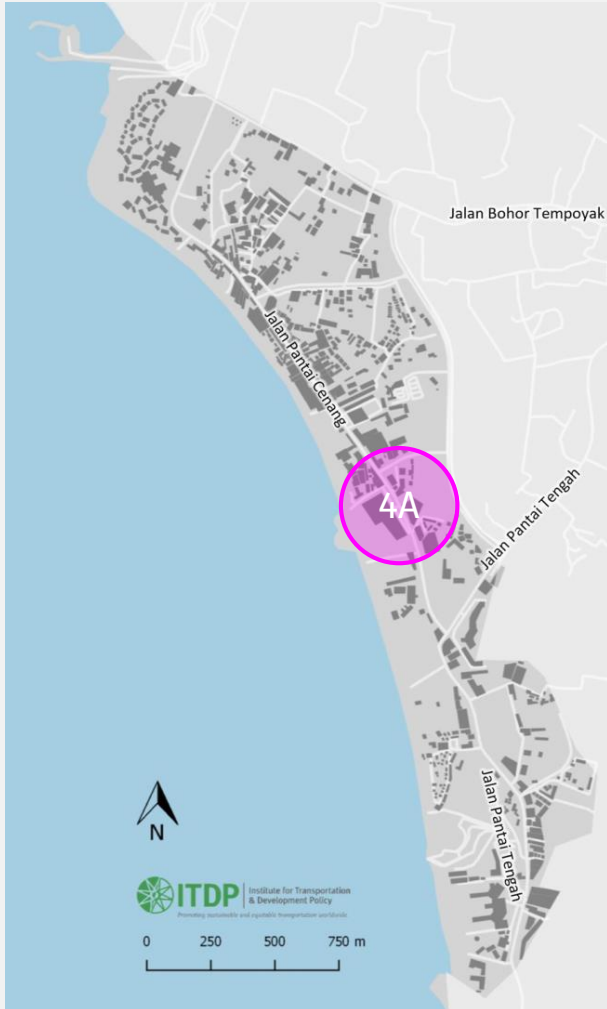 Jalan Bohor Tempoyak
Jalan Pantai Cenang
4A
Jalan Pantai Tengah
Jalan Pantai Tengah
N
ITDP
Institute for Transportation
& Development Policy
Promoting sustainable and equitable transportation worldwide
0 250 500 750 m